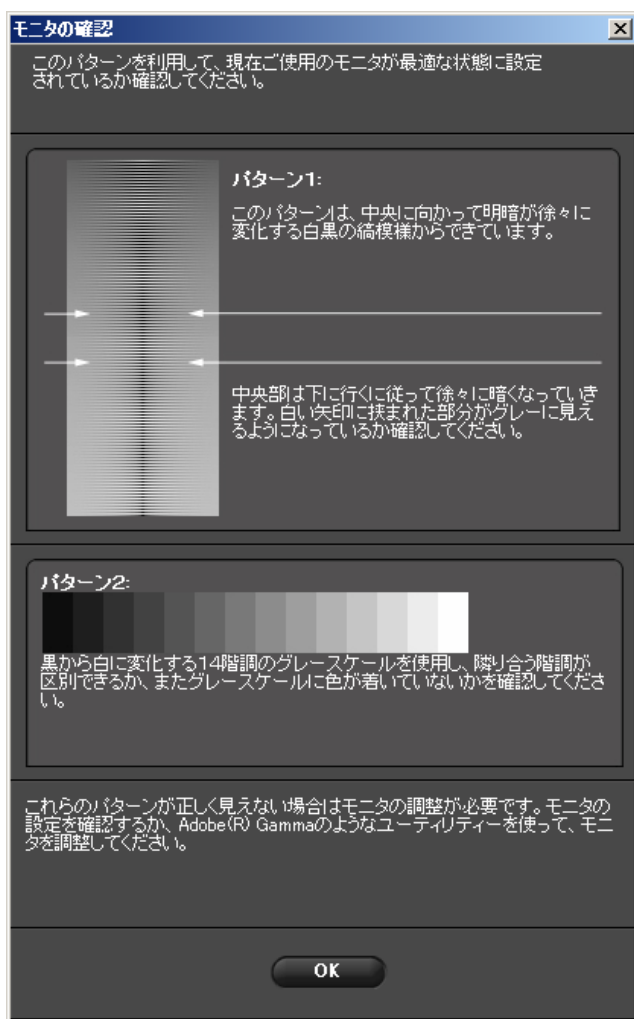 モニタの確認
このパターンを利用して、現在ご使用のモニタが最適な状態に設定
されているか確認してください。
パターン1:
このパターンは、中央に向かって明暗が徐々に
変化する白黒の縞模様からできています。
中央部は下に行くに従って徐々に暗くなっていき
ます。白い矢印に挟まれた部分がグレーに見え
るようになっているか確認してください。
パターン2:
黒から白に変化する14階調のグレースケールを使用し、隣り合う階調が
区別できるか、またグレースケールに色が着いていないかを確認してくださ
い。
これらのパターンが正しく見えない場合はモニタの調整が必要です。モニタの
設定を確認するか、Adobe(R) Gammaのようなユーティリティーを使って、モニ
タを調整してください。
OK